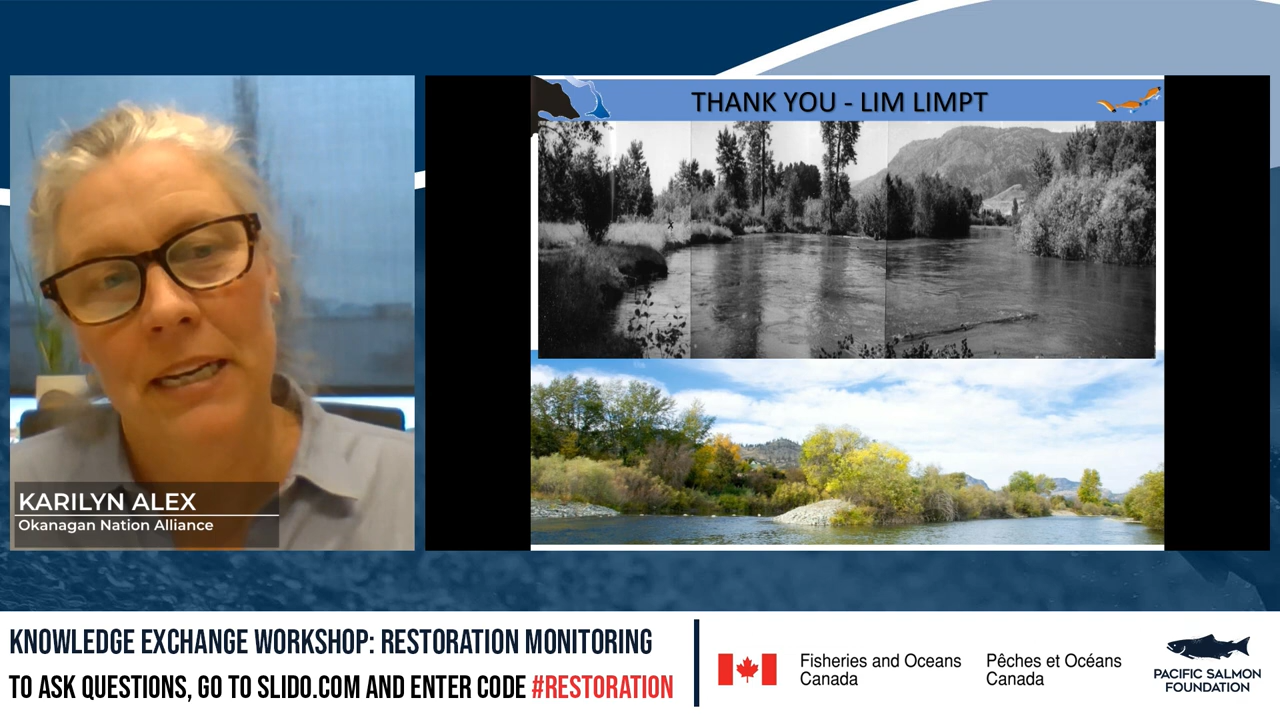 THANK YOU - LIM LIMPT
KARILYN ALEX
Okanagan Nation Alliance
KNOWLEDGE EXCHANGE WORKSHOP: RESTORATION MONITORING
TO ASK QUESTIONS, GO TO SLIDO.COM AND ENTER CODE #RESTORATION
Fisheries and Oceans
Canada
Pêches et Océans
Canada
PACIFIC SALMON
FOUNDATION